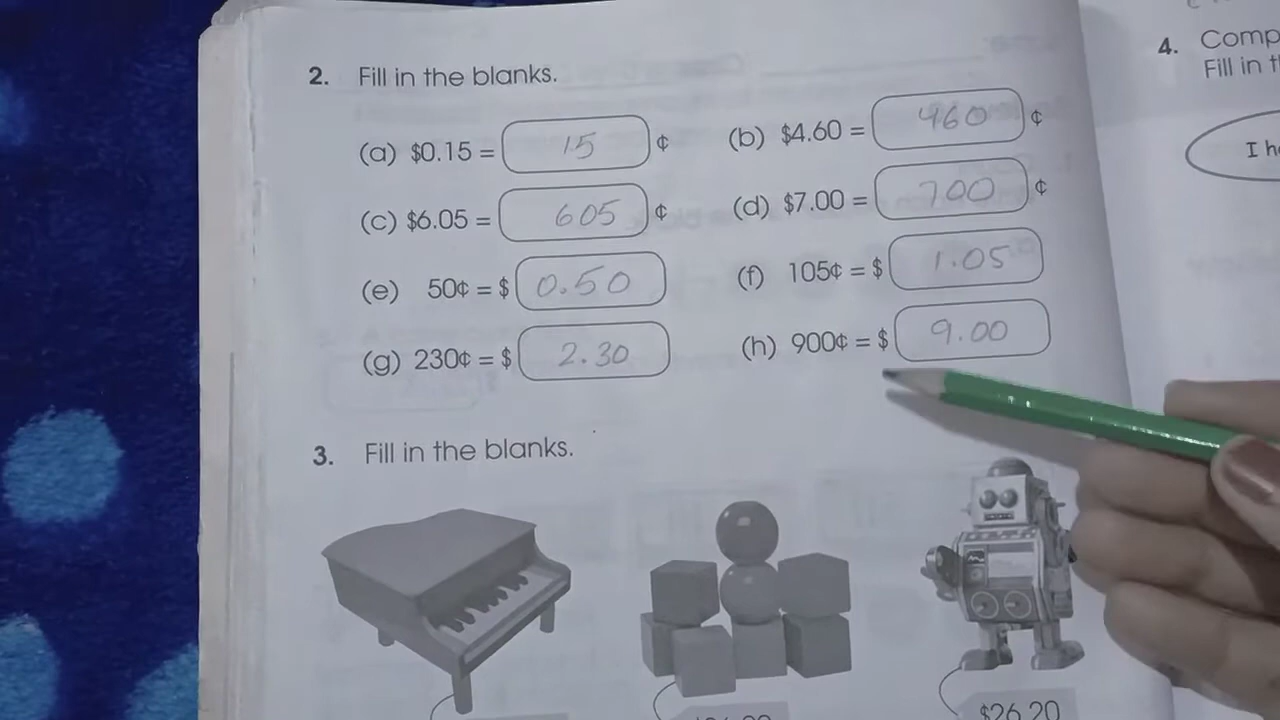 2. Fill in the blanks.
(a) $0.15 = 15 ¢ (b) $4.60 = 460 ¢
(c) $6.05 = 605 ¢ (d) $7.00 = 700 ¢
(e) 50¢ = $ 0.50 (f) 105¢ = $ 1.05
(g) 230¢ = $ 2.30 (h) 900¢ = $ 9.00
3. Fill in the blanks.
$26.20
4. Comp
Fill in t
I h